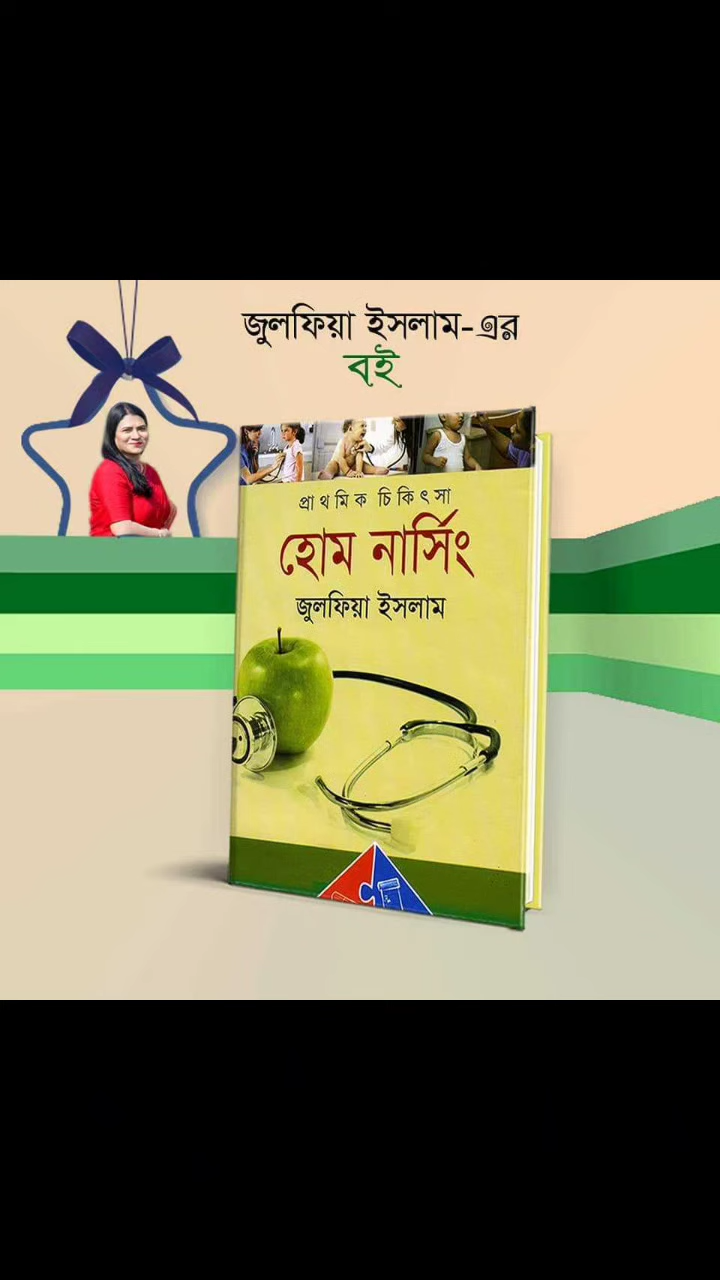 জুলফিয়া ইসলাম-এর
বই
প্রাথমিক চিকিৎসা
হোম নার্সিং
জুলফিয়া ইসলাম